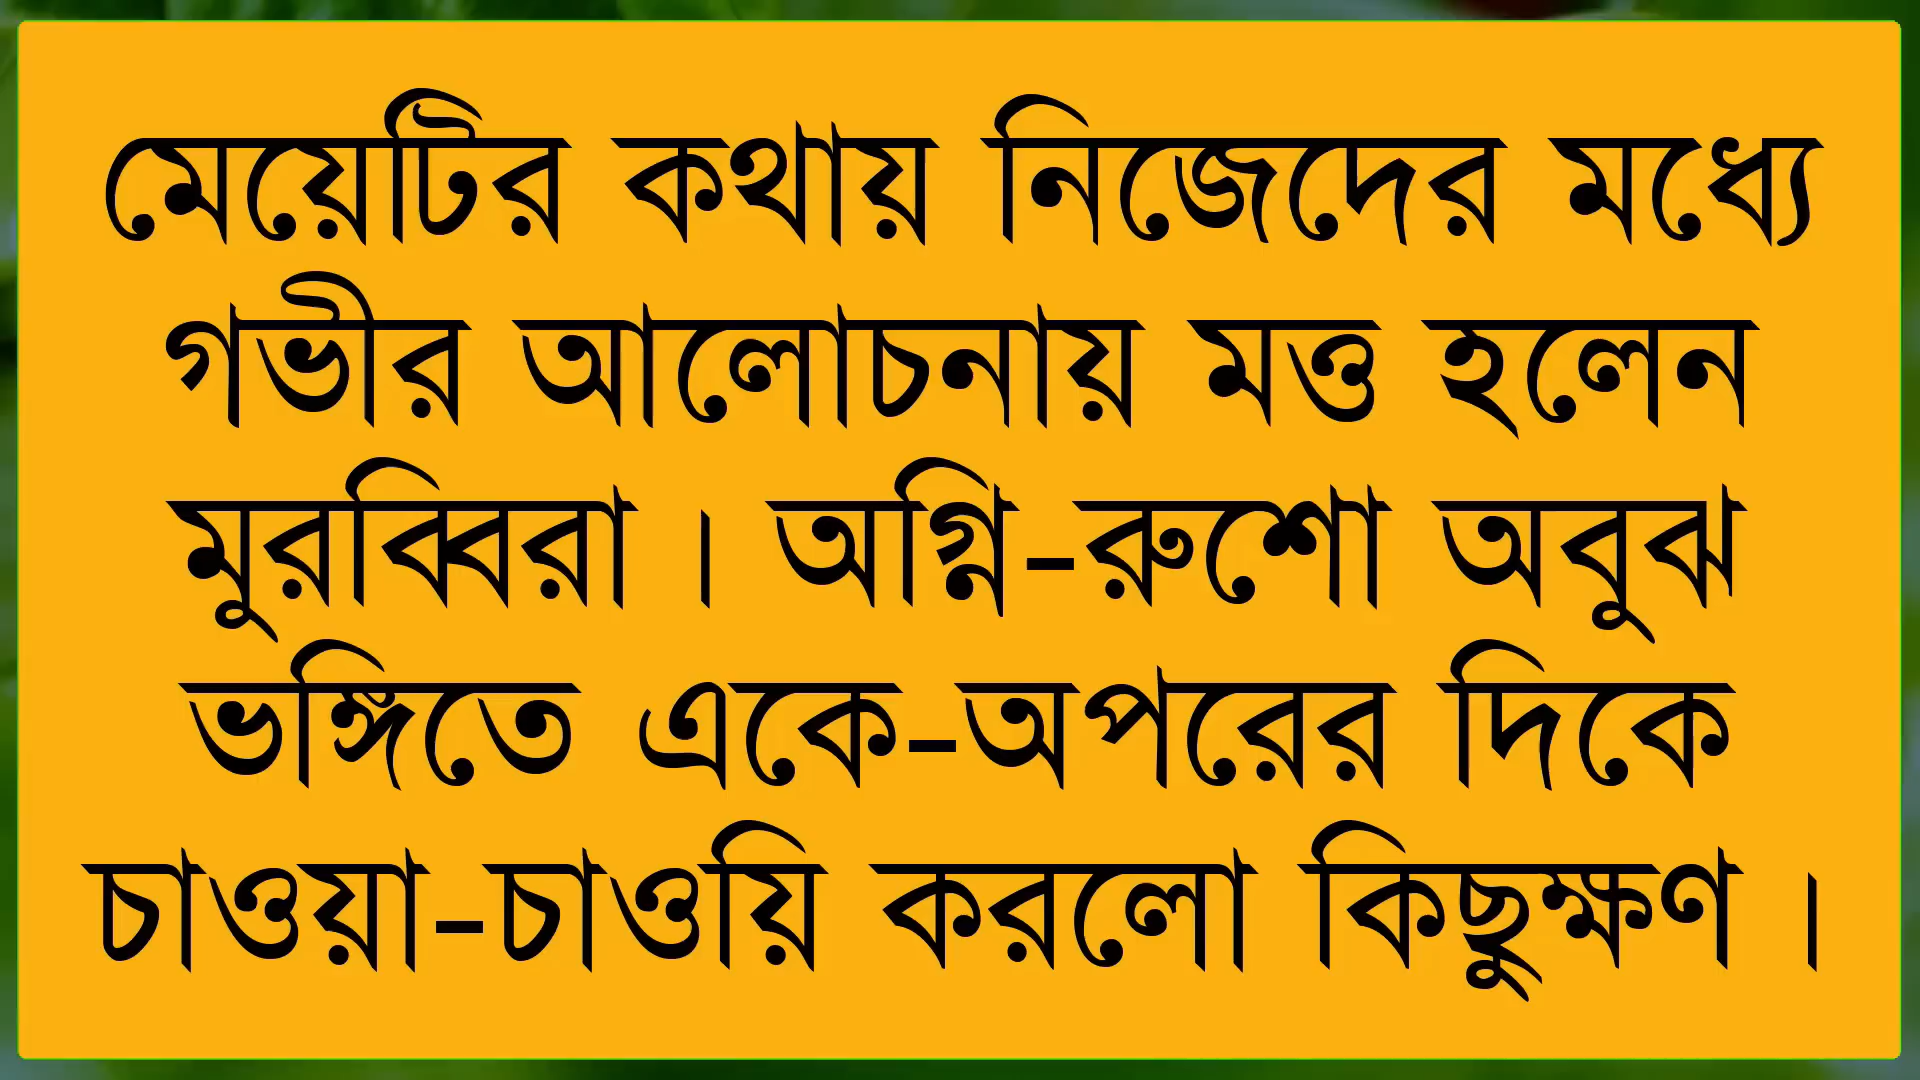 মেয়েটির কথায় নিজেদের মধ্যে
গভীর আলোচনায় মত্ত হলেন
মুরব্বিরা । অগ্নি-রুশো অবুঝ
ভঙ্গিতে একে-অপরের দিকে
চাওয়া-চাওয়ি করলো কিছুক্ষণ ।